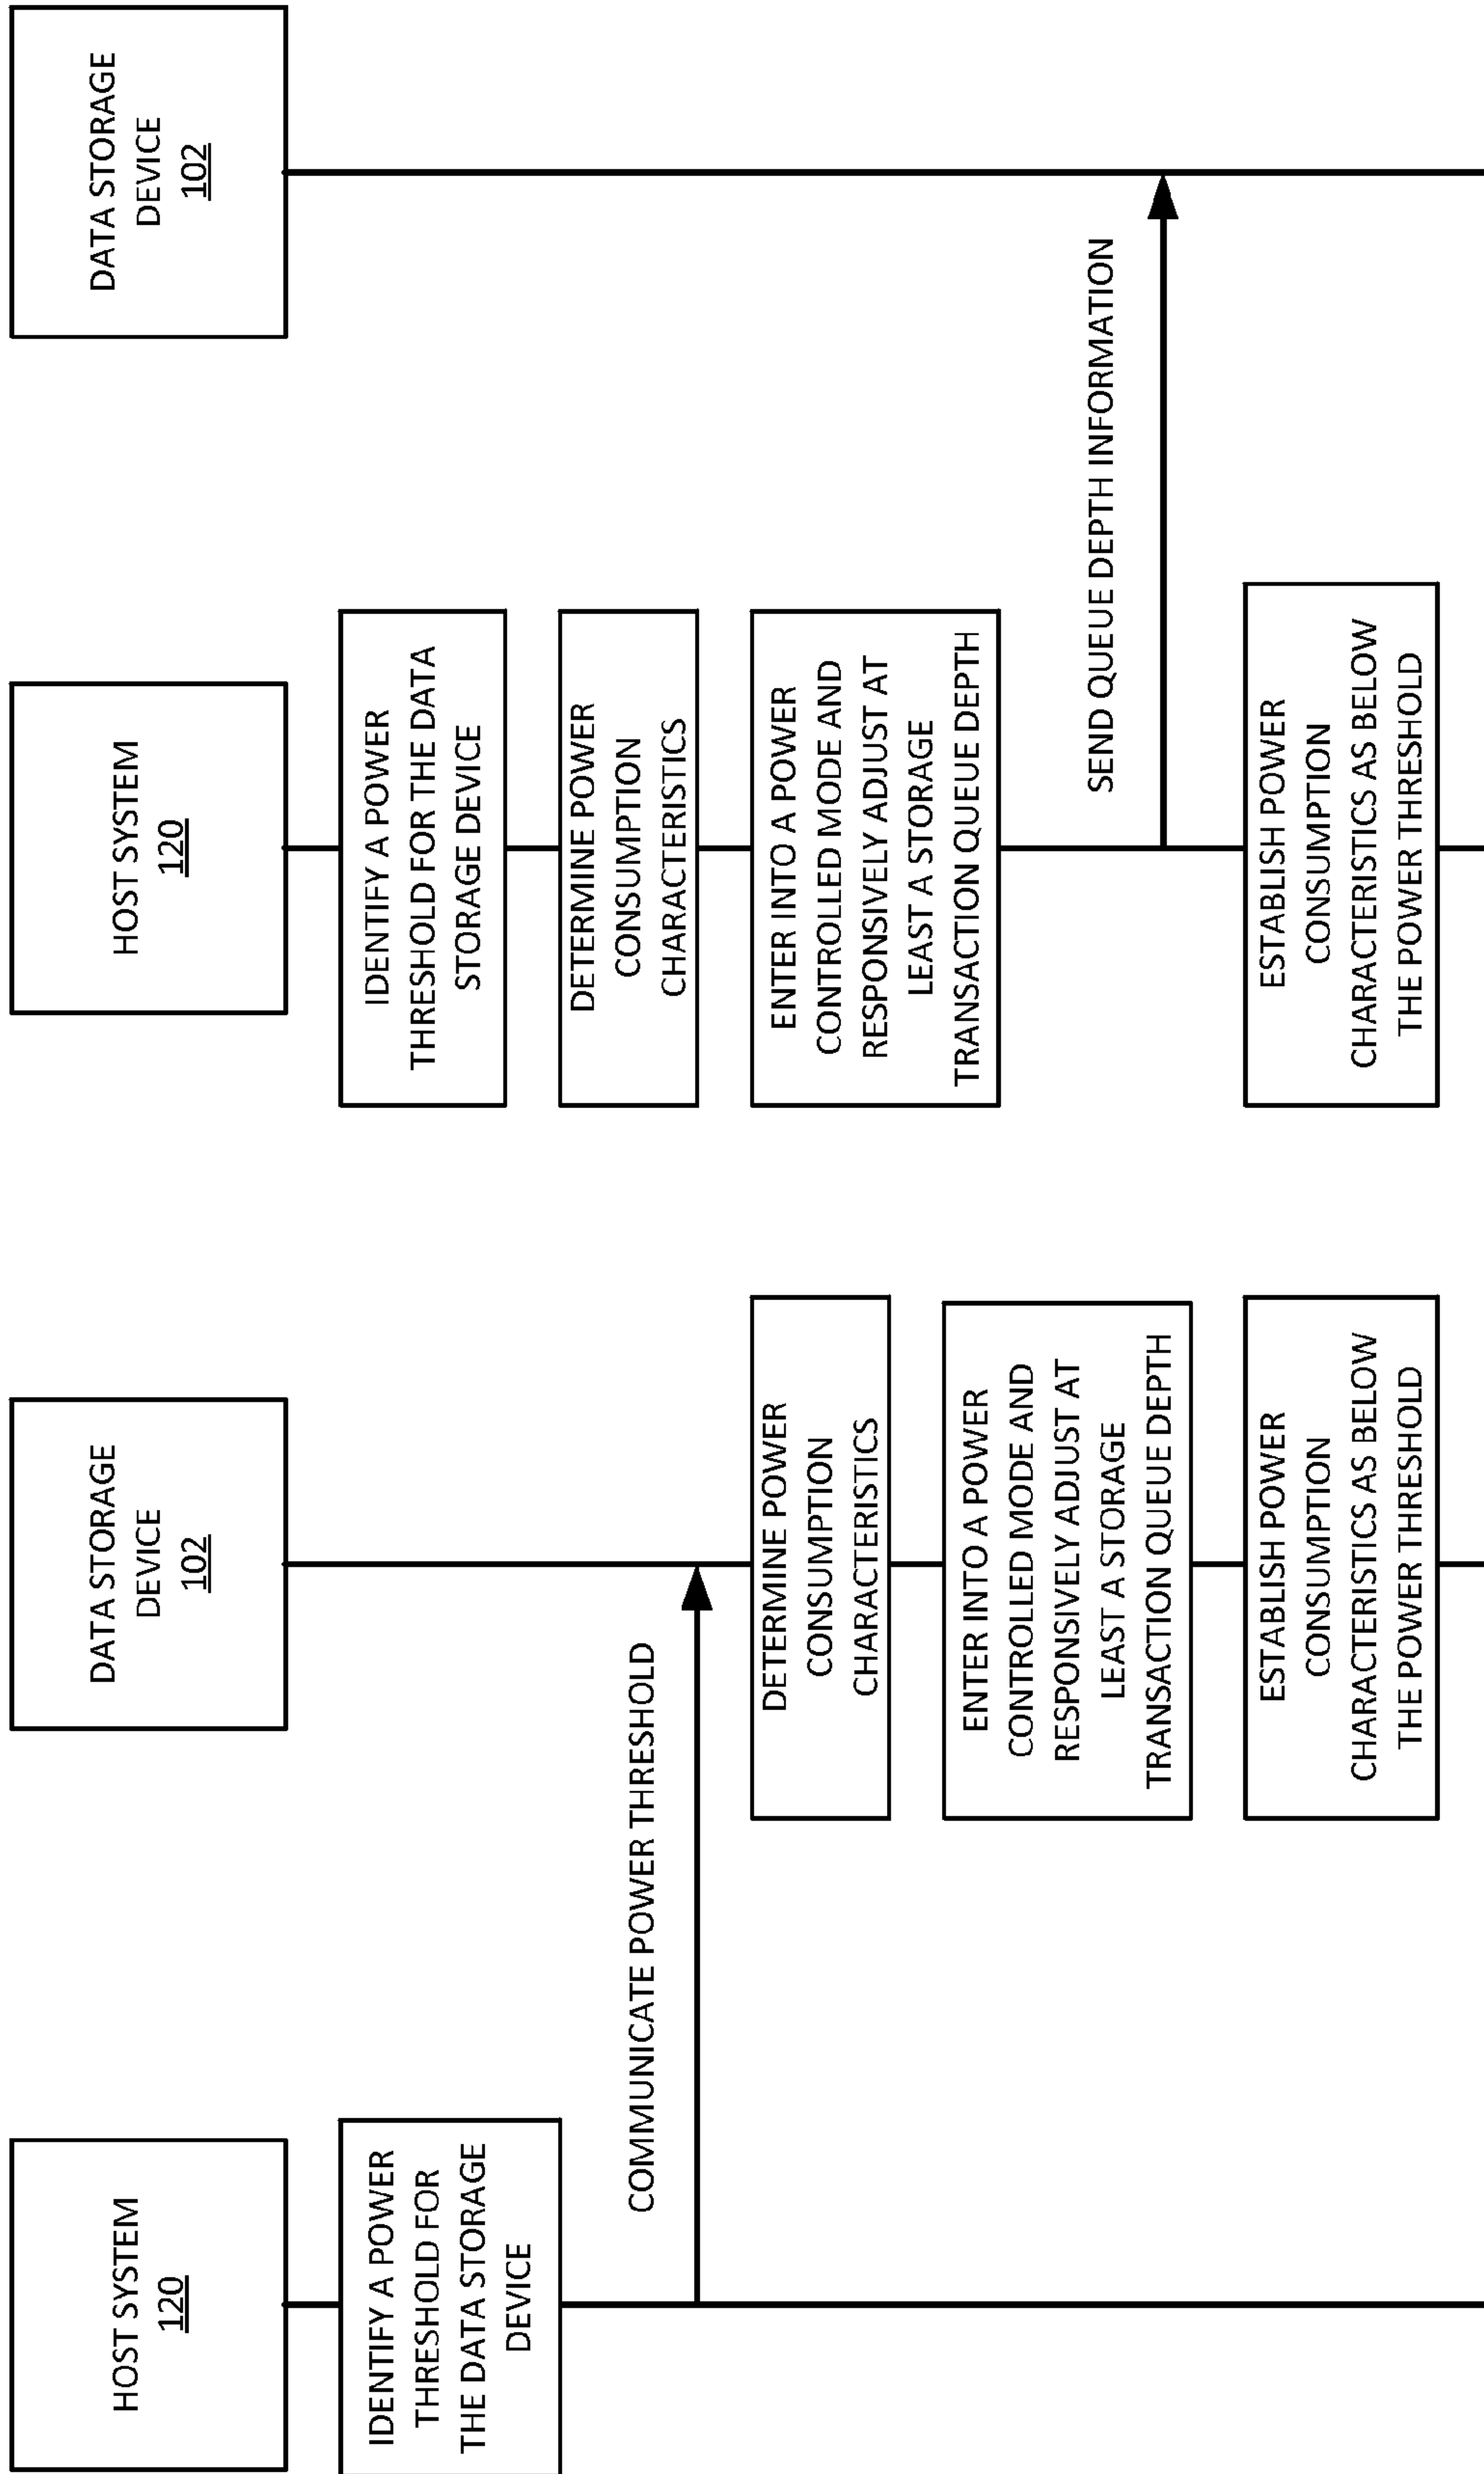 HOST SYSTEM
120
DATA STORAGE
DEVICE
102
IDENTIFY A POWER
THRESHOLD FOR
THE DATA STORAGE
DEVICE
COMMUNICATE POWER THRESHOLD
DETERMINE POWER
CONSUMPTION
CHARACTERISTICS
ENTER INTO A POWER
CONTROLLED MODE AND
RESPONSIVELY ADJUST AT
LEAST A STORAGE
TRANSACTION QUEUE DEPTH
ESTABLISH POWER
CONSUMPTION
CHARACTERISTICS AS BELOW
THE POWER THRESHOLD
HOST SYSTEM
120
DATA STORAGE
DEVICE
102
IDENTIFY A POWER
THRESHOLD FOR THE DATA
STORAGE DEVICE
DETERMINE POWER
CONSUMPTION
CHARACTERISTICS
ENTER INTO A POWER
CONTROLLED MODE AND
RESPONSIVELY ADJUST AT
LEAST A STORAGE
TRANSACTION QUEUE DEPTH
SEND QUEUE DEPTH INFORMATION
ESTABLISH POWER
CONSUMPTION
CHARACTERISTICS AS BELOW
THE POWER THRESHOLD